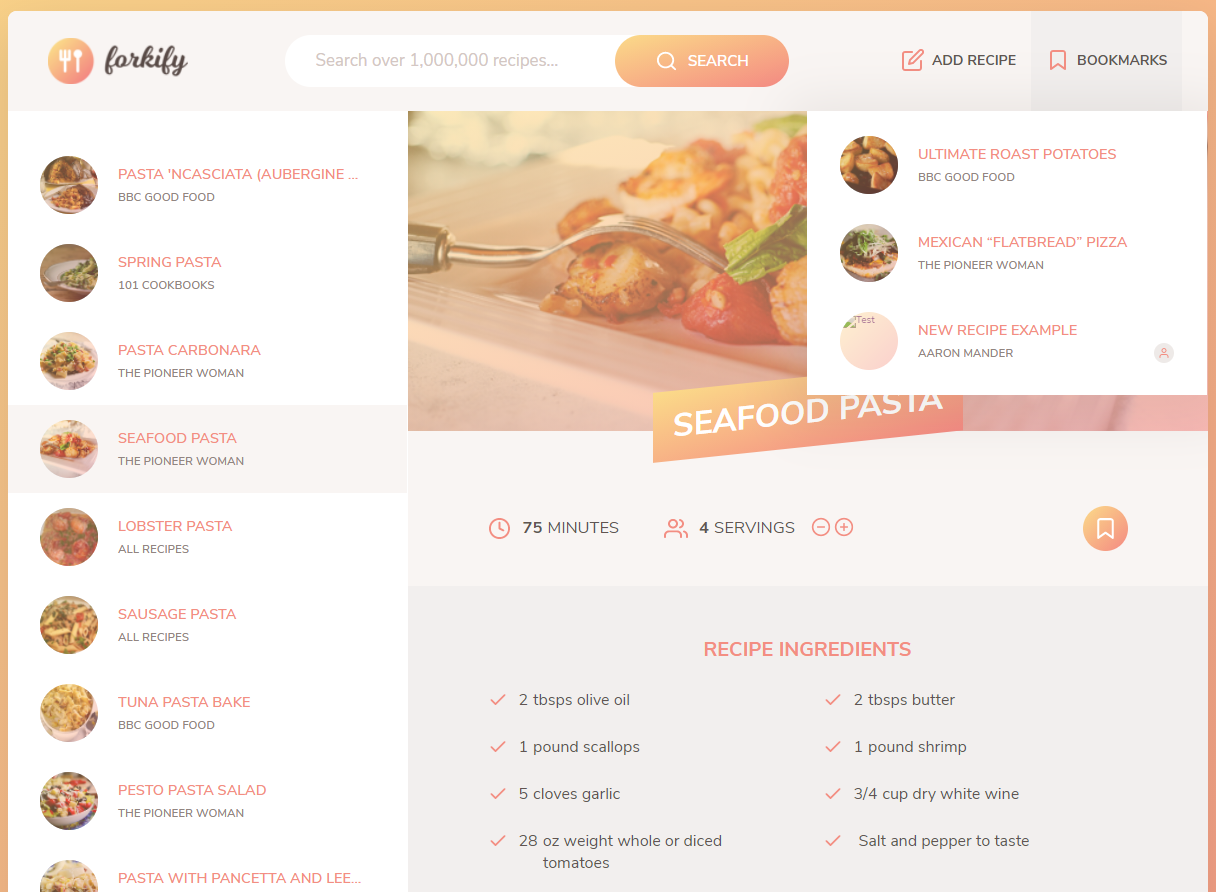 forkify
Search over 1,000,000 recipes...
SEARCH
ADD RECIPE
BOOKMARKS
PASTA 'NCASCIATA (AUBERGINE ...
BBC GOOD FOOD
SPRING PASTA
101 COOKBOOKS
PASTA CARBONARA
THE PIONEER WOMAN
SEAFOOD PASTA
THE PIONEER WOMAN
LOBSTER PASTA
ALL RECIPES
SAUSAGE PASTA
ALL RECIPES
TUNA PASTA BAKE
BBC GOOD FOOD
PESTO PASTA SALAD
THE PIONEER WOMAN
PASTA WITH PANCETTA AND LEE...
ULTIMATE ROAST POTATOES
BBC GOOD FOOD
MEXICAN “FLATBREAD” PIZZA
THE PIONEER WOMAN
Test
NEW RECIPE EXAMPLE
AARON MANDER
SEAFOOD PASTA
75 MINUTES
4 SERVINGS
RECIPE INGREDIENTS
2 tbsps olive oil
2 tbsps butter
1 pound scallops
1 pound shrimp
5 cloves garlic
3/4 cup dry white wine
28 oz weight whole or diced
tomatoes
Salt and pepper to taste